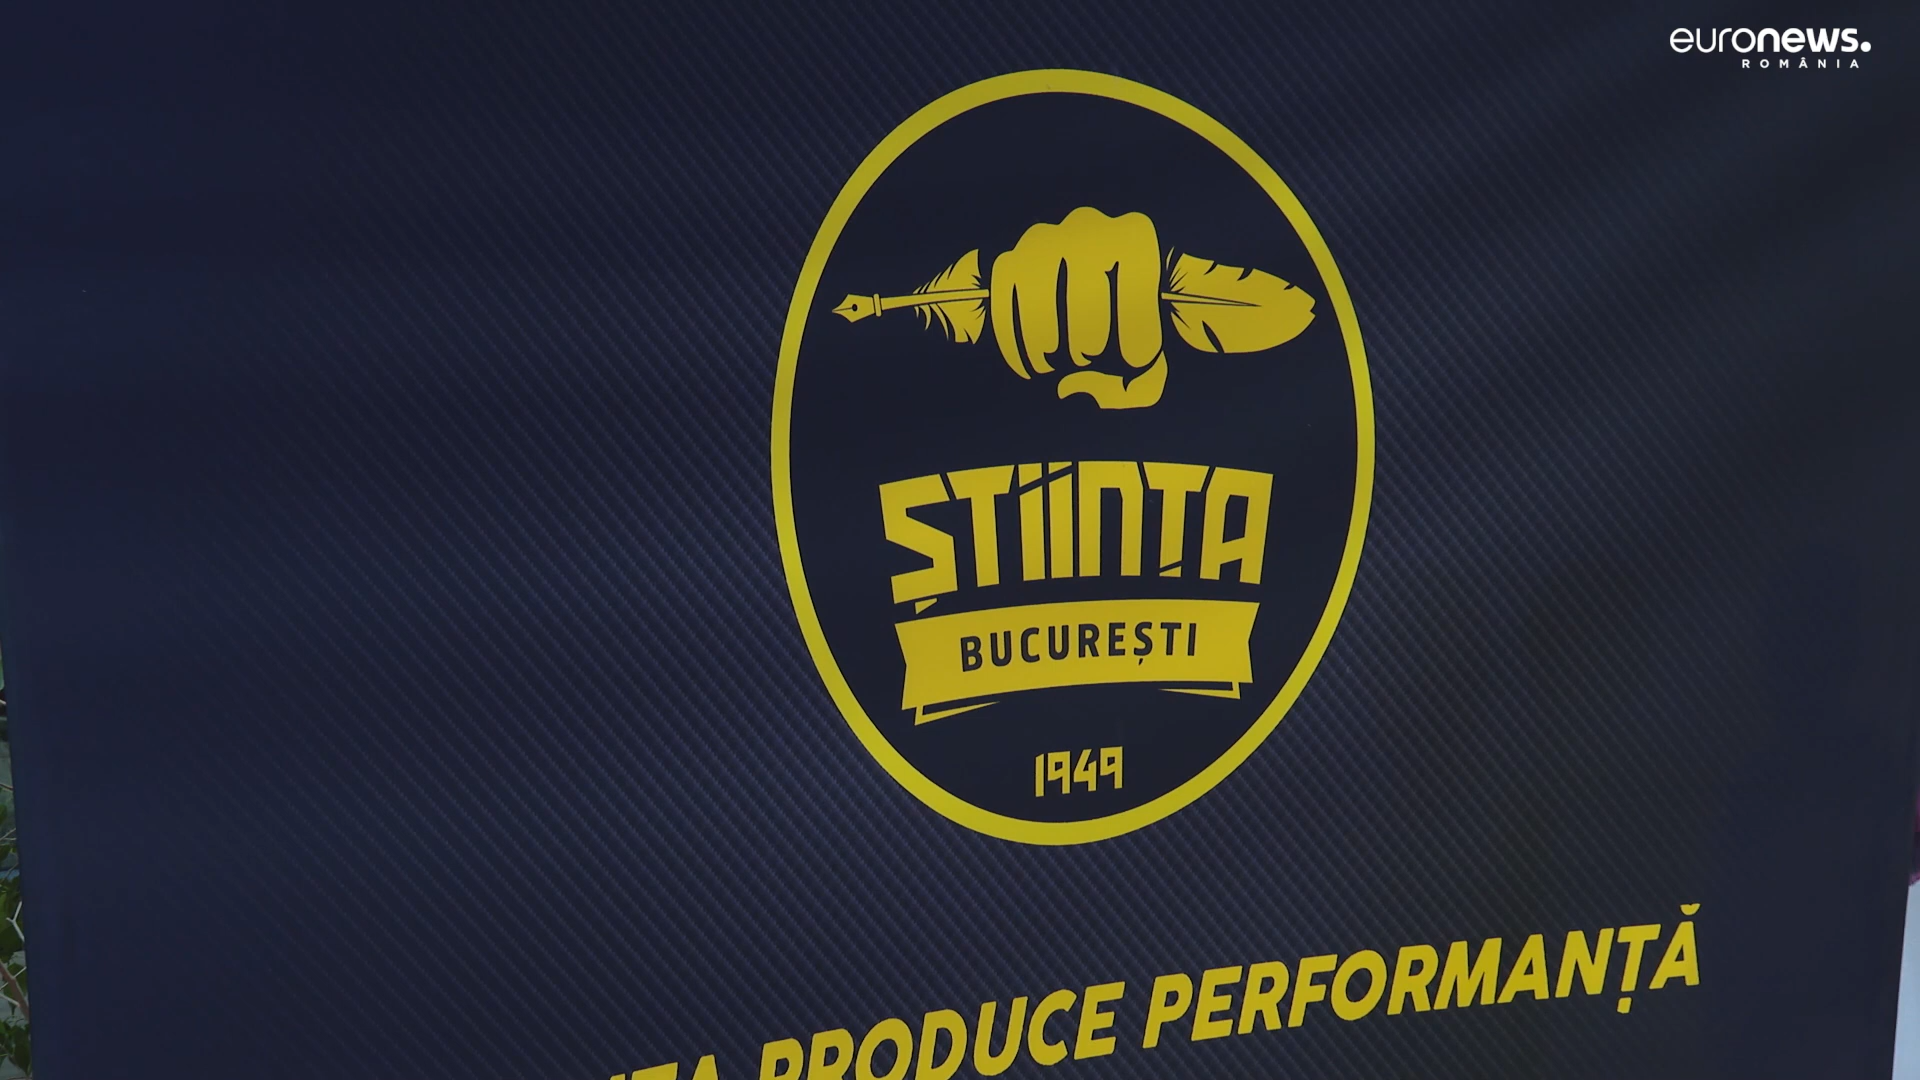 euronews.
ROMÂNIA
ȘTIINȚA
BUCUREȘTI
1949
PRODUCE PERFORMANȚĂ